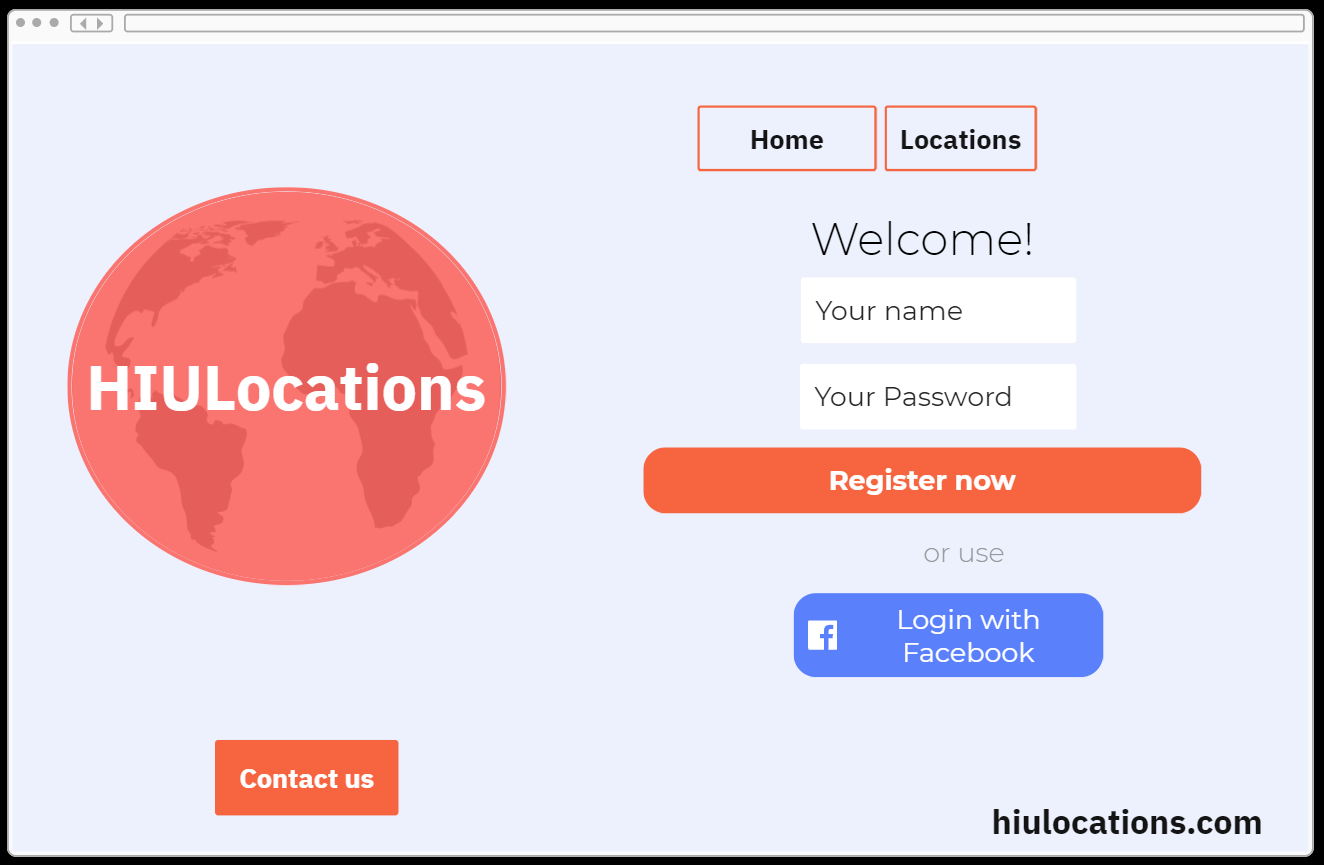 Home
Locations
Welcome!
Your name
HIULocations
Your Password
Register now
or use
Login with
Facebook
Contact us
hiulocations.com